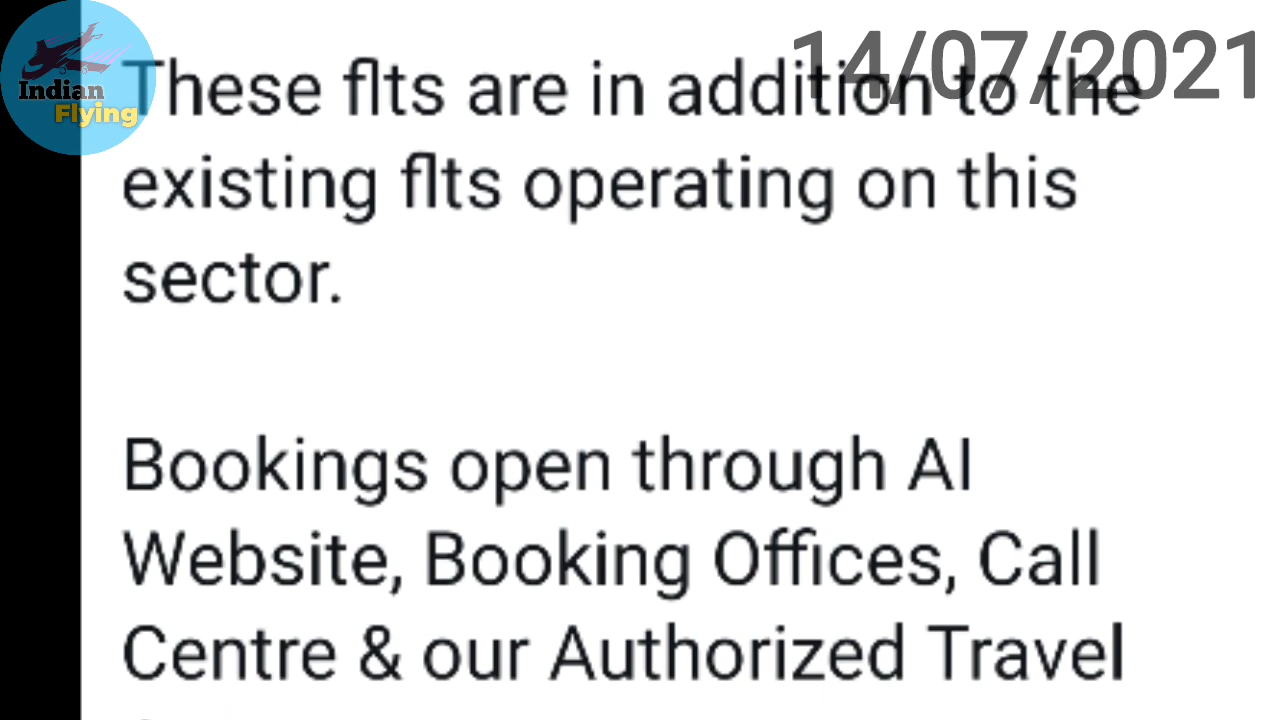 Indian
Flying
14/07/2021
These flts are in addition to the
existing flts operating on this
sector.
Bookings open through AI
Website, Booking Offices, Call
Centre & our Authorized Travel